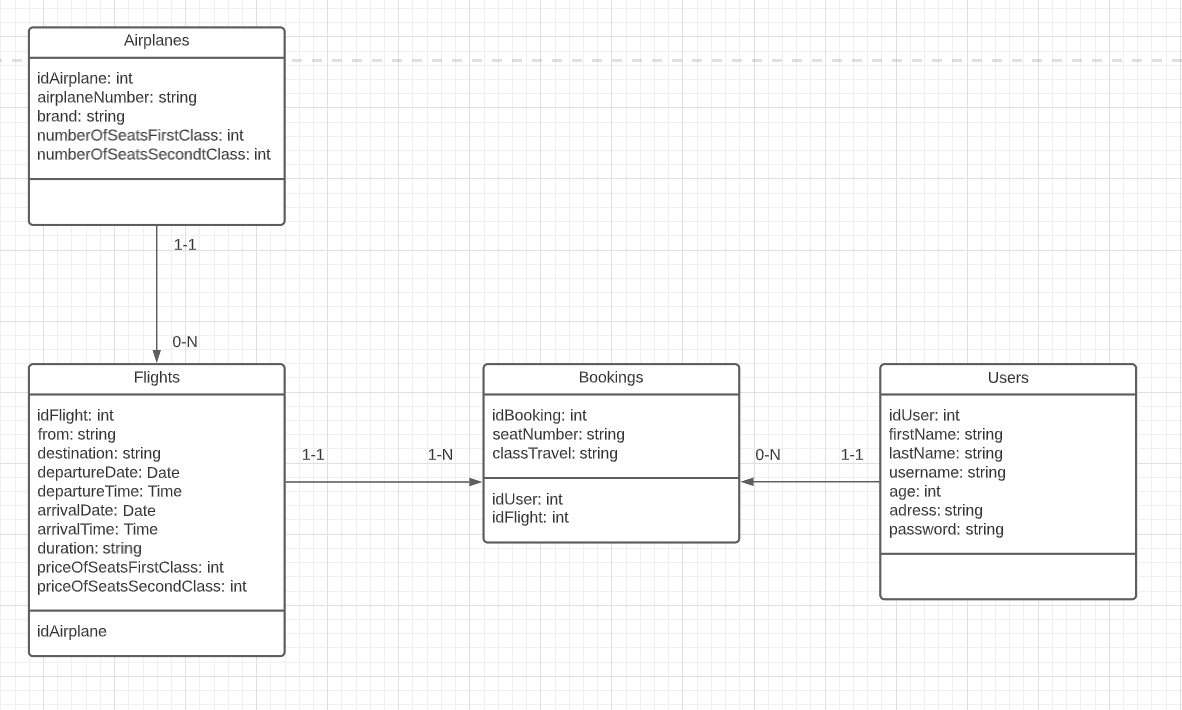 Airplanes
idAirplane: int
airplaneNumber: string
brand: string
numberOfSeatsFirstClass: int
numberOfSeatsSecondtClass: int
1-1
0-N
Flights
idFlight: int
from: string
destination: string
departureDate: Date
departureTime: Time
arrivalDate: Date
arrivalTime: Time
duration: string
priceOfSeatsFirstClass: int
priceOfSeatsSecondClass: int
idAirplane
1-1
1-N
Bookings
idBooking: int
seatNumber: string
classTravel: string
idUser: int
idFlight: int
0-N
1-1
Users
idUser: int
firstName: string
lastName: string
username: string
age: int
adress: string
password: string